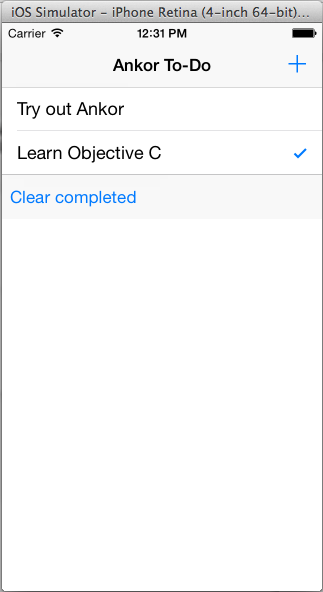 iOS Simulator - iPhone Retina (4-inch 64-bit)...
Carrier 12:31 PM
Ankor To-Do +
Try out Ankor
Learn Objective C
Clear completed